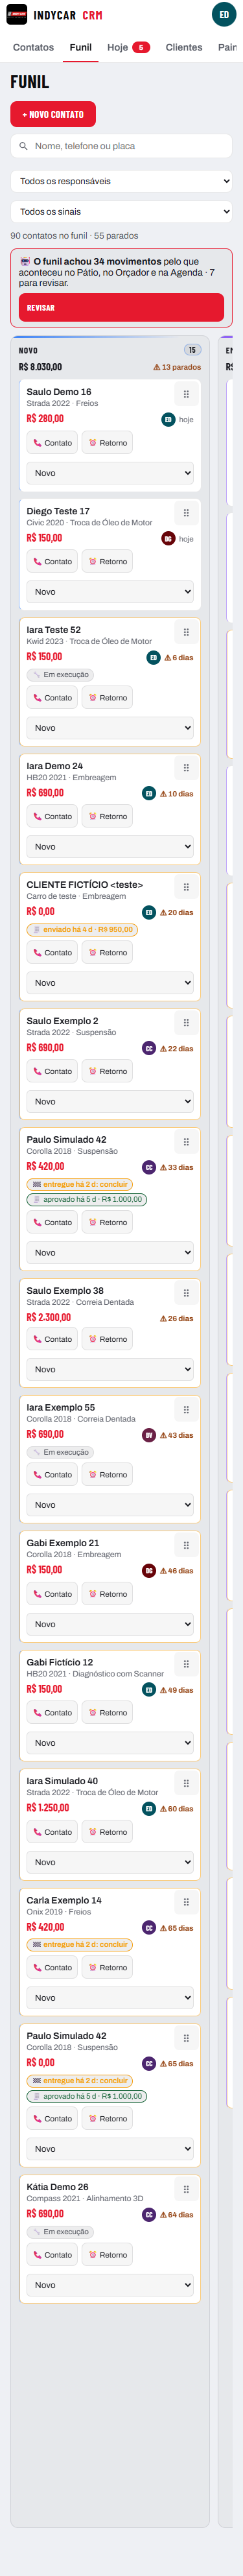 INDYCAR CRM
ED
Contatos Funil Hoje 5 Clientes Pain
FUNIL
+ NOVO CONTATO
Nome, telefone ou placa
Todos os responsáveis
Todos os sinais
90 contatos no funil · 55 parados
O funil achou 34 movimentos pelo que
aconteceu no Pátio, no Orçador e na Agenda · 7
para revisar.
REVISAR
NOVO 15
R$ 8.030,00 ⚠ 13 parados
Saulo Demo 16
Strada 2022 · Freios
R$ 280,00 ED hoje
Contato Retorno
Novo
Diego Teste 17
Civic 2020 · Troca de Óleo de Motor
R$ 150,00 DG hoje
Contato Retorno
Novo
Iara Teste 52
Kwid 2023 · Troca de Óleo de Motor
R$ 150,00 ED ⚠ 6 dias
Em execução
Contato Retorno
Novo
Iara Demo 24
HB20 2021 · Embreagem
R$ 690,00 ED ⚠ 10 dias
Contato Retorno
Novo
CLIENTE FICTÍCIO <teste>
Carro de teste · Embreagem
R$ 0,00 ED ⚠ 20 dias
enviado há 4 d · R$ 950,00
Contato Retorno
Novo
Saulo Exemplo 2
Strada 2022 · Suspensão
R$ 690,00 CC ⚠ 22 dias
Contato Retorno
Novo
Paulo Simulado 42
Corolla 2018 · Suspensão
R$ 420,00 CC ⚠ 33 dias
entregue há 2 d: concluir
aprovado há 5 d · R$ 1.000,00
Contato Retorno
Novo
Saulo Exemplo 38
Strada 2022 · Correia Dentada
R$ 2.300,00 ⚠ 26 dias
Contato Retorno
Novo
Iara Exemplo 55
Corolla 2018 · Correia Dentada
R$ 690,00 ⚠ 43 dias
Em execução
Contato Retorno
Novo
Gabi Exemplo 21
Corolla 2018 · Embreagem
R$ 150,00 DG ⚠ 46 dias
Contato Retorno
Novo
Gabi Fictício 12
HB20 2021 · Diagnóstico com Scanner
R$ 150,00 ED ⚠ 49 dias
Contato Retorno
Novo
Iara Simulado 40
Strada 2022 · Troca de Óleo de Motor
R$ 1.250,00 ED ⚠ 60 dias
Contato Retorno
Novo
Carla Exemplo 14
Onix 2019 · Freios
R$ 420,00 CC ⚠ 65 dias
entregue há 2 d: concluir
Contato Retorno
Novo
Paulo Simulado 42
Corolla 2018 · Suspensão
R$ 0,00 CC ⚠ 65 dias
entregue há 2 d: concluir
aprovado há 5 d · R$ 1.000,00
Contato Retorno
Novo
Kátia Demo 26
Compass 2021 · Alinhamento 3D
R$ 690,00 CC ⚠ 64 dias
Em execução
Contato Retorno
Novo